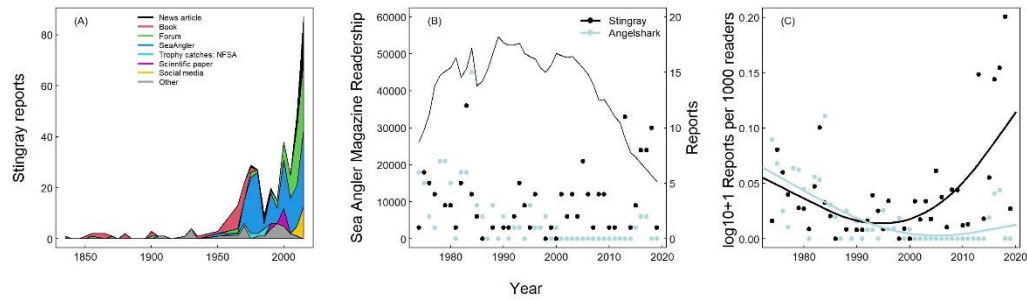 (A)
News article
Book
Forum
SeaAngler
Trophy catches: NFSA
Scientific paper
Social media
Other
Stingray reports
80
60
40
20
0
1850
1900
1950
2000
(B)
Stingray
Angelshark
Sea Angler Magazine Readership
60000
50000
40000
30000
20000
10000
0
Reports
20
15
10
5
0
1980
1990
2000
2010
2020
(C)
log10+1 Reports per 1000 readers
0.20
0.15
0.10
0.05
0.00
1980
1990
2000
2010
2020
Year